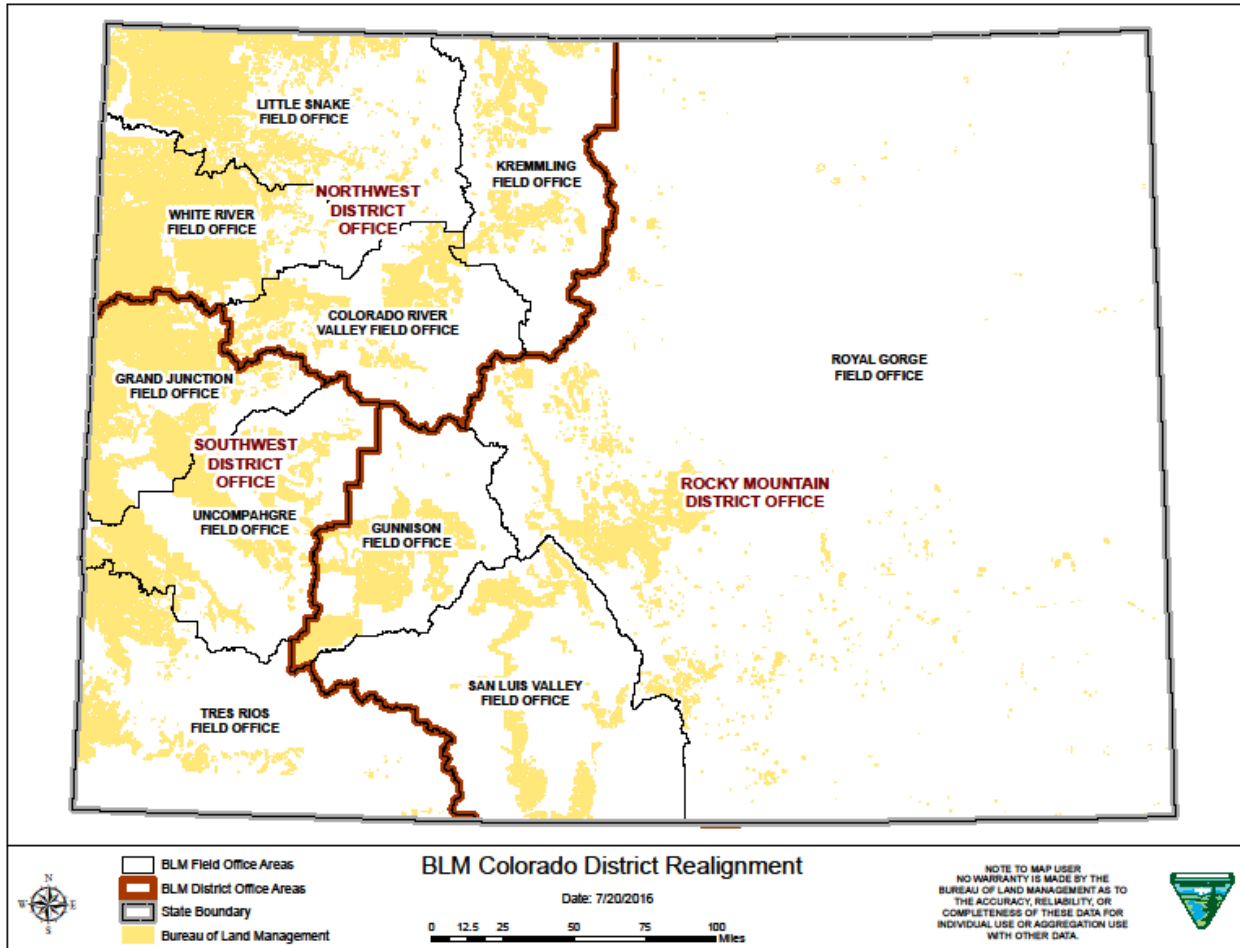 LITTLE SNAKE
FIELD OFFICE
KREMMLING
FIELD OFFICE
NORTHWEST
DISTRICT
OFFICE
WHITE RIVER
FIELD OFFICE
COLORADO RIVER
VALLEY FIELD OFFICE
ROYAL GORGE
FIELD OFFICE
GRAND JUNCTION
FIELD OFFICE
SOUTHWEST
DISTRICT
OFFICE
ROCKY MOUNTAIN
DISTRICT OFFICE
UNCOMPAHGRE
FIELD OFFICE
GUNNISON
FIELD OFFICE
SAN LUIS VALLEY
FIELD OFFICE
TRES RIOS
FIELD OFFICE
N
W E
S
BLM Field Office Areas
BLM District Office Areas
State Boundary
Bureau of Land Management
BLM Colorado District Realignment
Date: 7/20/2016
0 12.5 25 50 75 100
Miles
NOTE TO MAP USER
NO WARRANTY IS MADE BY THE
BUREAU OF LAND MANAGEMENT AS TO
THE ACCURACY, RELIABILITY, OR
COMPLETENESS OF THESE DATA FOR
INDIVIDUAL USE OR AGGREGATION USE
WITH OTHER DATA.